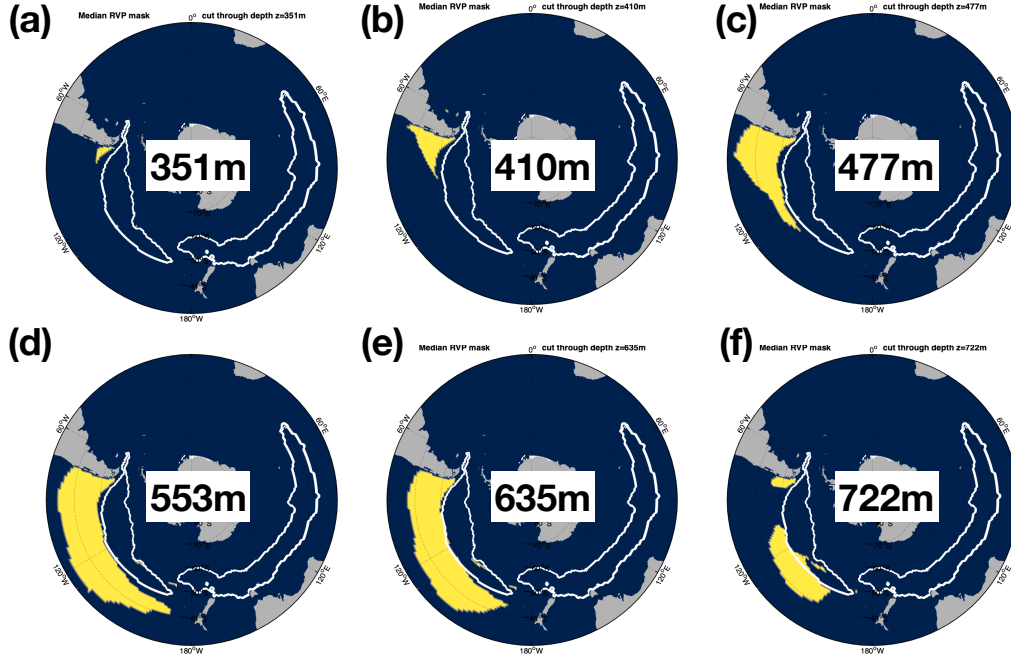 (a)
Median RVP mask
0°
cut through depth z=351m
60°W
60°E
351m
120°W
120°E
180°W
(b)
Median RVP mask
0°
cut through depth z=410m
60°W
60°E
410m
120°W
120°E
180°W
(c)
Median RVP mask
0°
cut through depth z=477m
60°W
60°E
477m
120°W
120°E
180°W
(d)
60°W
60°E
553m
120°W
120°E
180°W
(e)
Median RVP mask
0°
cut through depth z=635m
60°W
60°E
635m
120°W
120°E
180°W
(f)
Median RVP mask
0°
cut through depth z=722m
60°W
60°E
722m
120°W
120°E
180°W